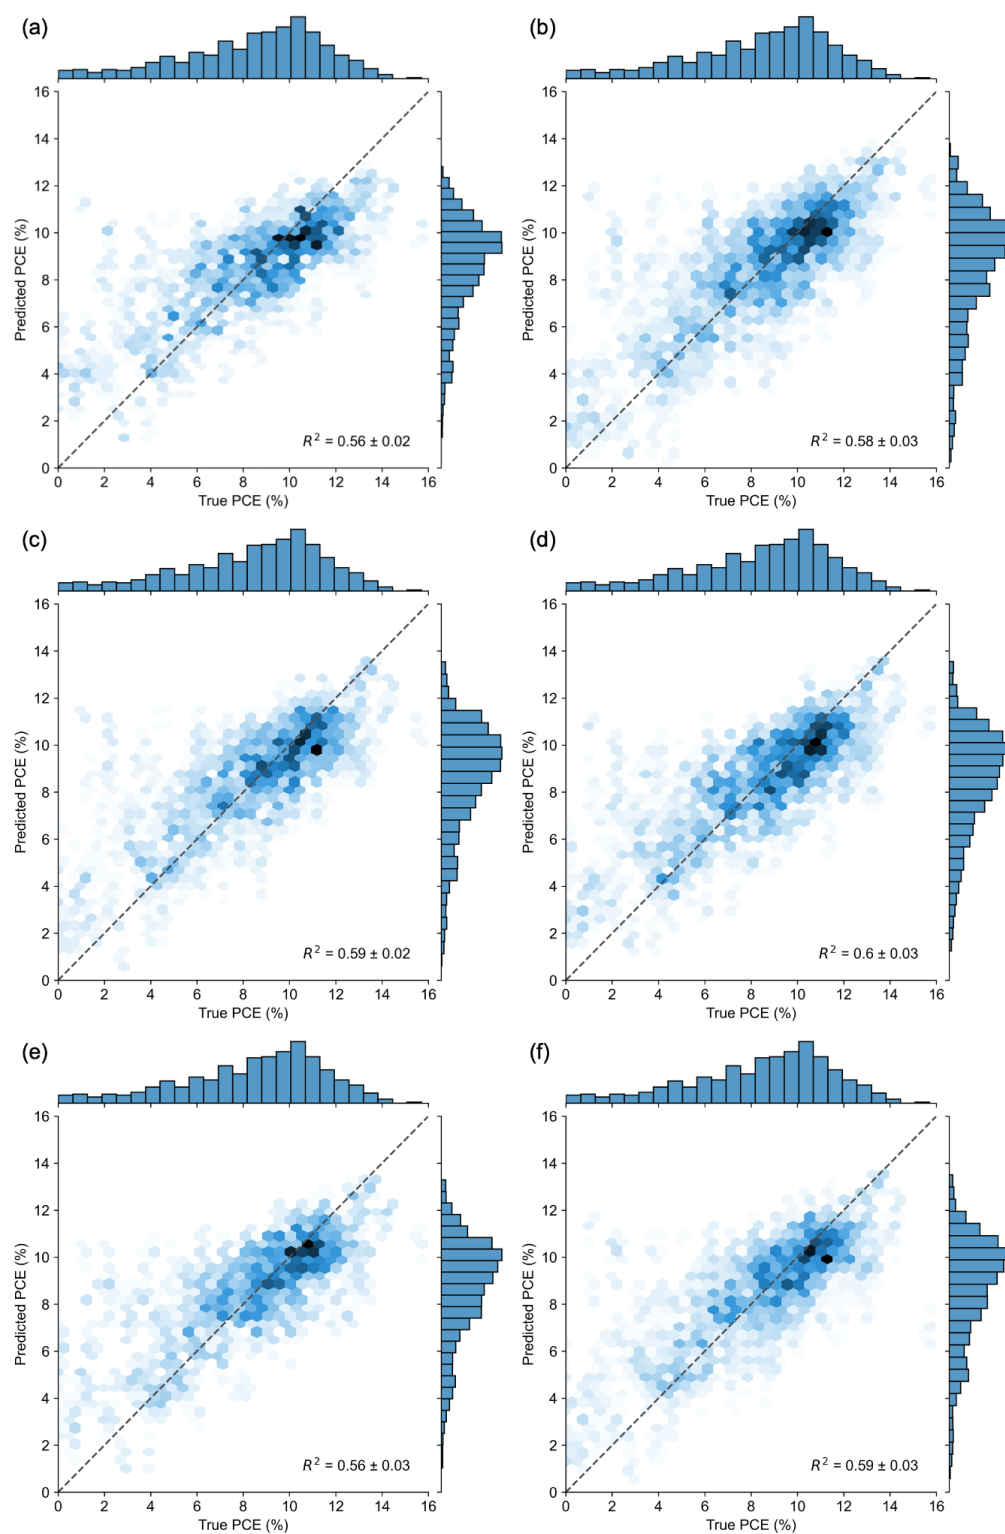 (a)
(b)
16
14
12
10
8
6
4
2
0
Predicted PCE (%)
R² = 0.56 ± 0.02
0 2 4 6 8 10 12 14 16
True PCE (%)
16
14
12
10
8
6
4
2
0
Predicted PCE (%)
R² = 0.58 ± 0.03
0 2 4 6 8 10 12 14 16
True PCE (%)
(c)
(d)
16
14
12
10
8
6
4
2
0
Predicted PCE (%)
R² = 0.59 ± 0.02
0 2 4 6 8 10 12 14 16
True PCE (%)
16
14
12
10
8
6
4
2
0
Predicted PCE (%)
R² = 0.6 ± 0.03
0 2 4 6 8 10 12 14 16
True PCE (%)
(e)
(f)
16
14
12
10
8
6
4
2
0
Predicted PCE (%)
R² = 0.56 ± 0.03
0 2 4 6 8 10 12 14 16
True PCE (%)
16
14
12
10
8
6
4
2
0
Predicted PCE (%)
R² = 0.59 ± 0.03
0 2 4 6 8 10 12 14 16
True PCE (%)